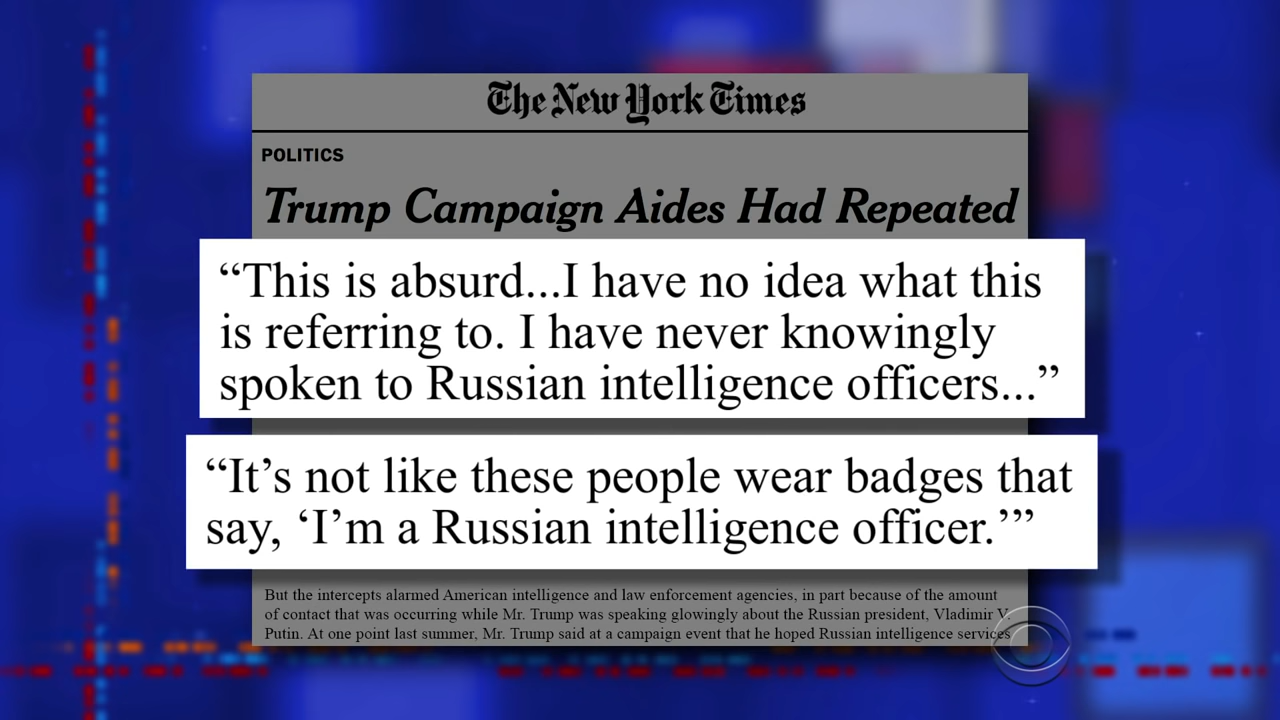 The New York Times
POLITICS
Trump Campaign Aides Had Repeated
“This is absurd...I have no idea what this
is referring to. I have never knowingly
spoken to Russian intelligence officers...”
“It’s not like these people wear badges that
say, ‘I’m a Russian intelligence officer.’”
But the intercepts alarmed American intelligence and law enforcement agencies, in part because of the amount
of contact that was occurring while Mr. Trump was speaking glowingly about the Russian president, Vladimir V.
Putin. At one point last summer, Mr. Trump said at a campaign event that he hoped Russian intelligence services